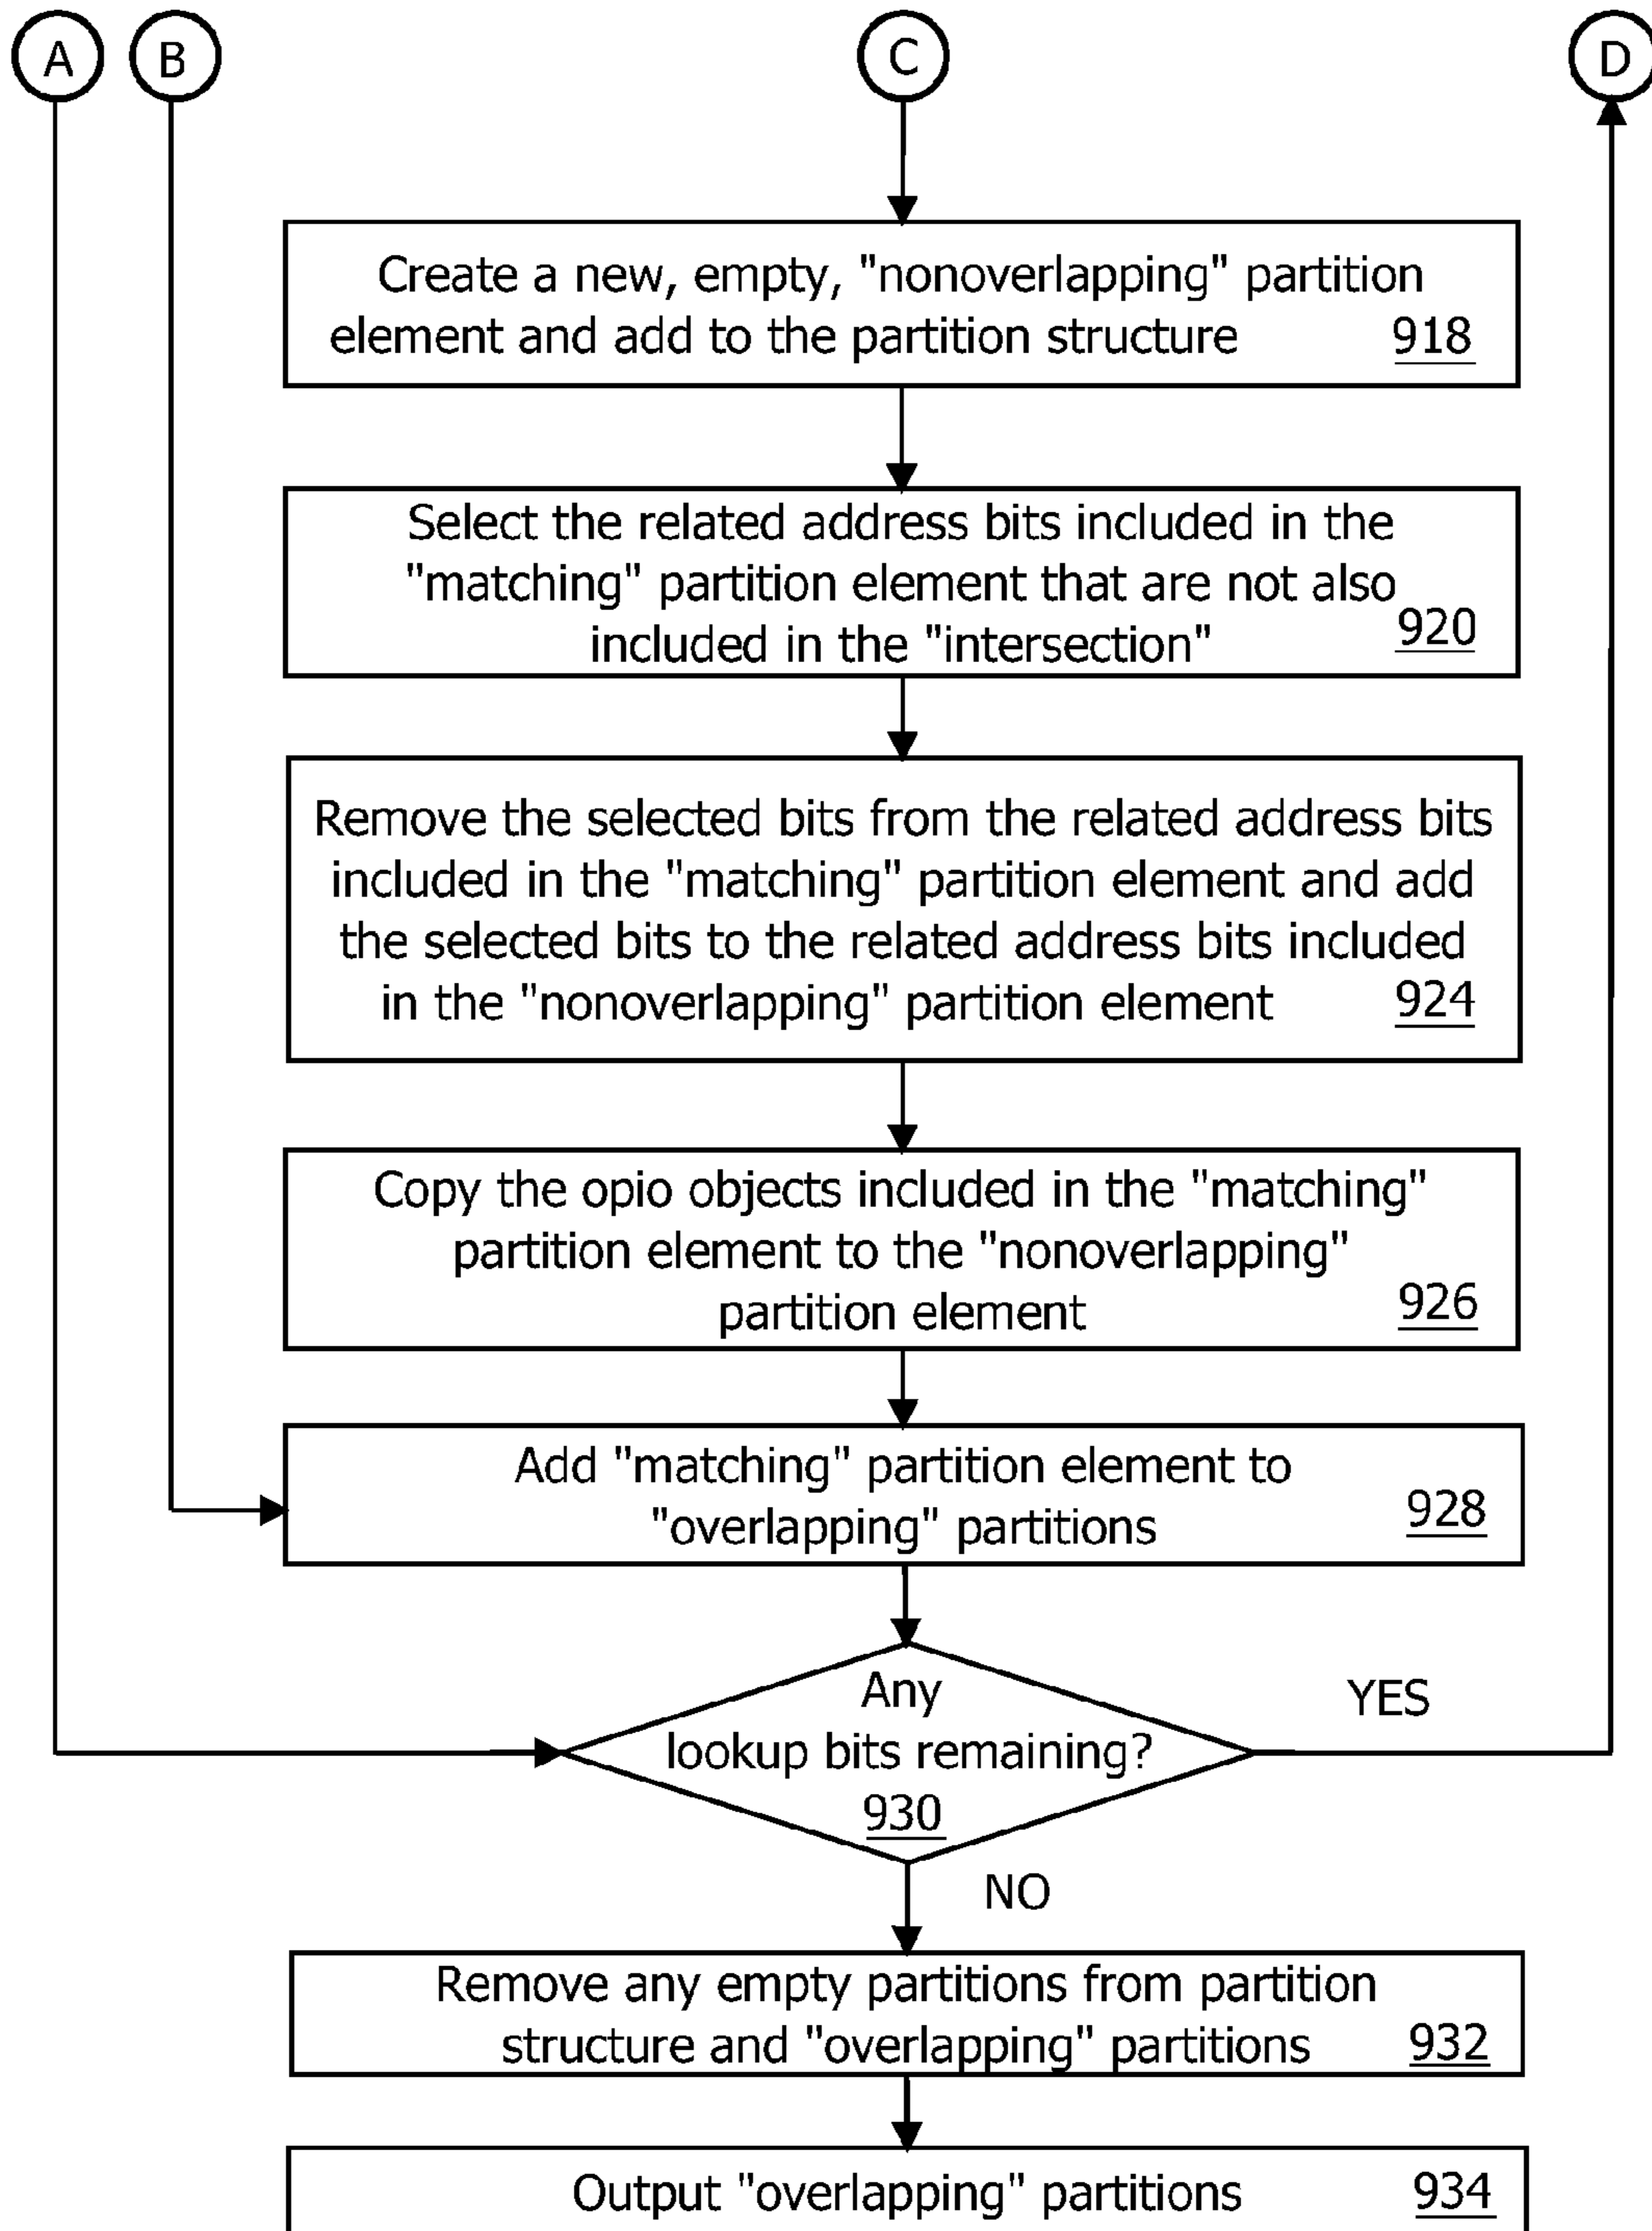 A B C D
Create a new, empty, "nonoverlapping" partition
element and add to the partition structure 918
Select the related address bits included in the
"matching" partition element that are not also
included in the "intersection" 920
Remove the selected bits from the related address bits
included in the "matching" partition element and add
the selected bits to the related address bits included
in the "nonoverlapping" partition element 924
Copy the opio objects included in the "matching"
partition element to the "nonoverlapping"
partition element 926
Add "matching" partition element to
"overlapping" partitions 928
Any
lookup bits remaining?
930
YES
NO
Remove any empty partitions from partition
structure and "overlapping" partitions 932
Output "overlapping" partitions 934